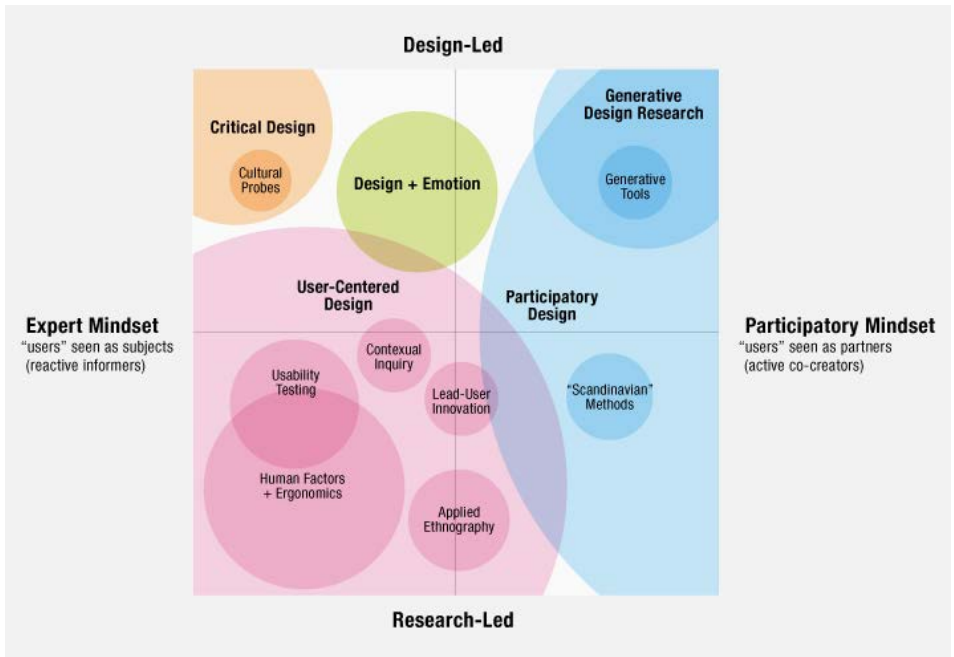 Design-Led
Generative
Design Research
Critical Design
Cultural
Probes
Design + Emotion
Generative
Tools
User-Centered
Design
Participatory
Design
Expert Mindset
“users” seen as subjects
(reactive informers)
Participatory Mindset
“users” seen as partners
(active co-creators)
Contexual
Inquiry
Usability
Testing
Lead-User
Innovation
“Scandinavian”
Methods
Human Factors
+ Ergonomics
Applied
Ethnography
Research-Led